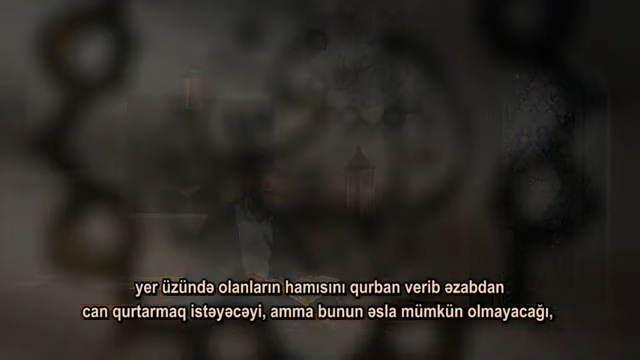 yer üzündə olanların hamısını qurban verib əzabdan
can qurtarmaq istəyəcəyi, amma bunun əsla mümkün olmayacağı,